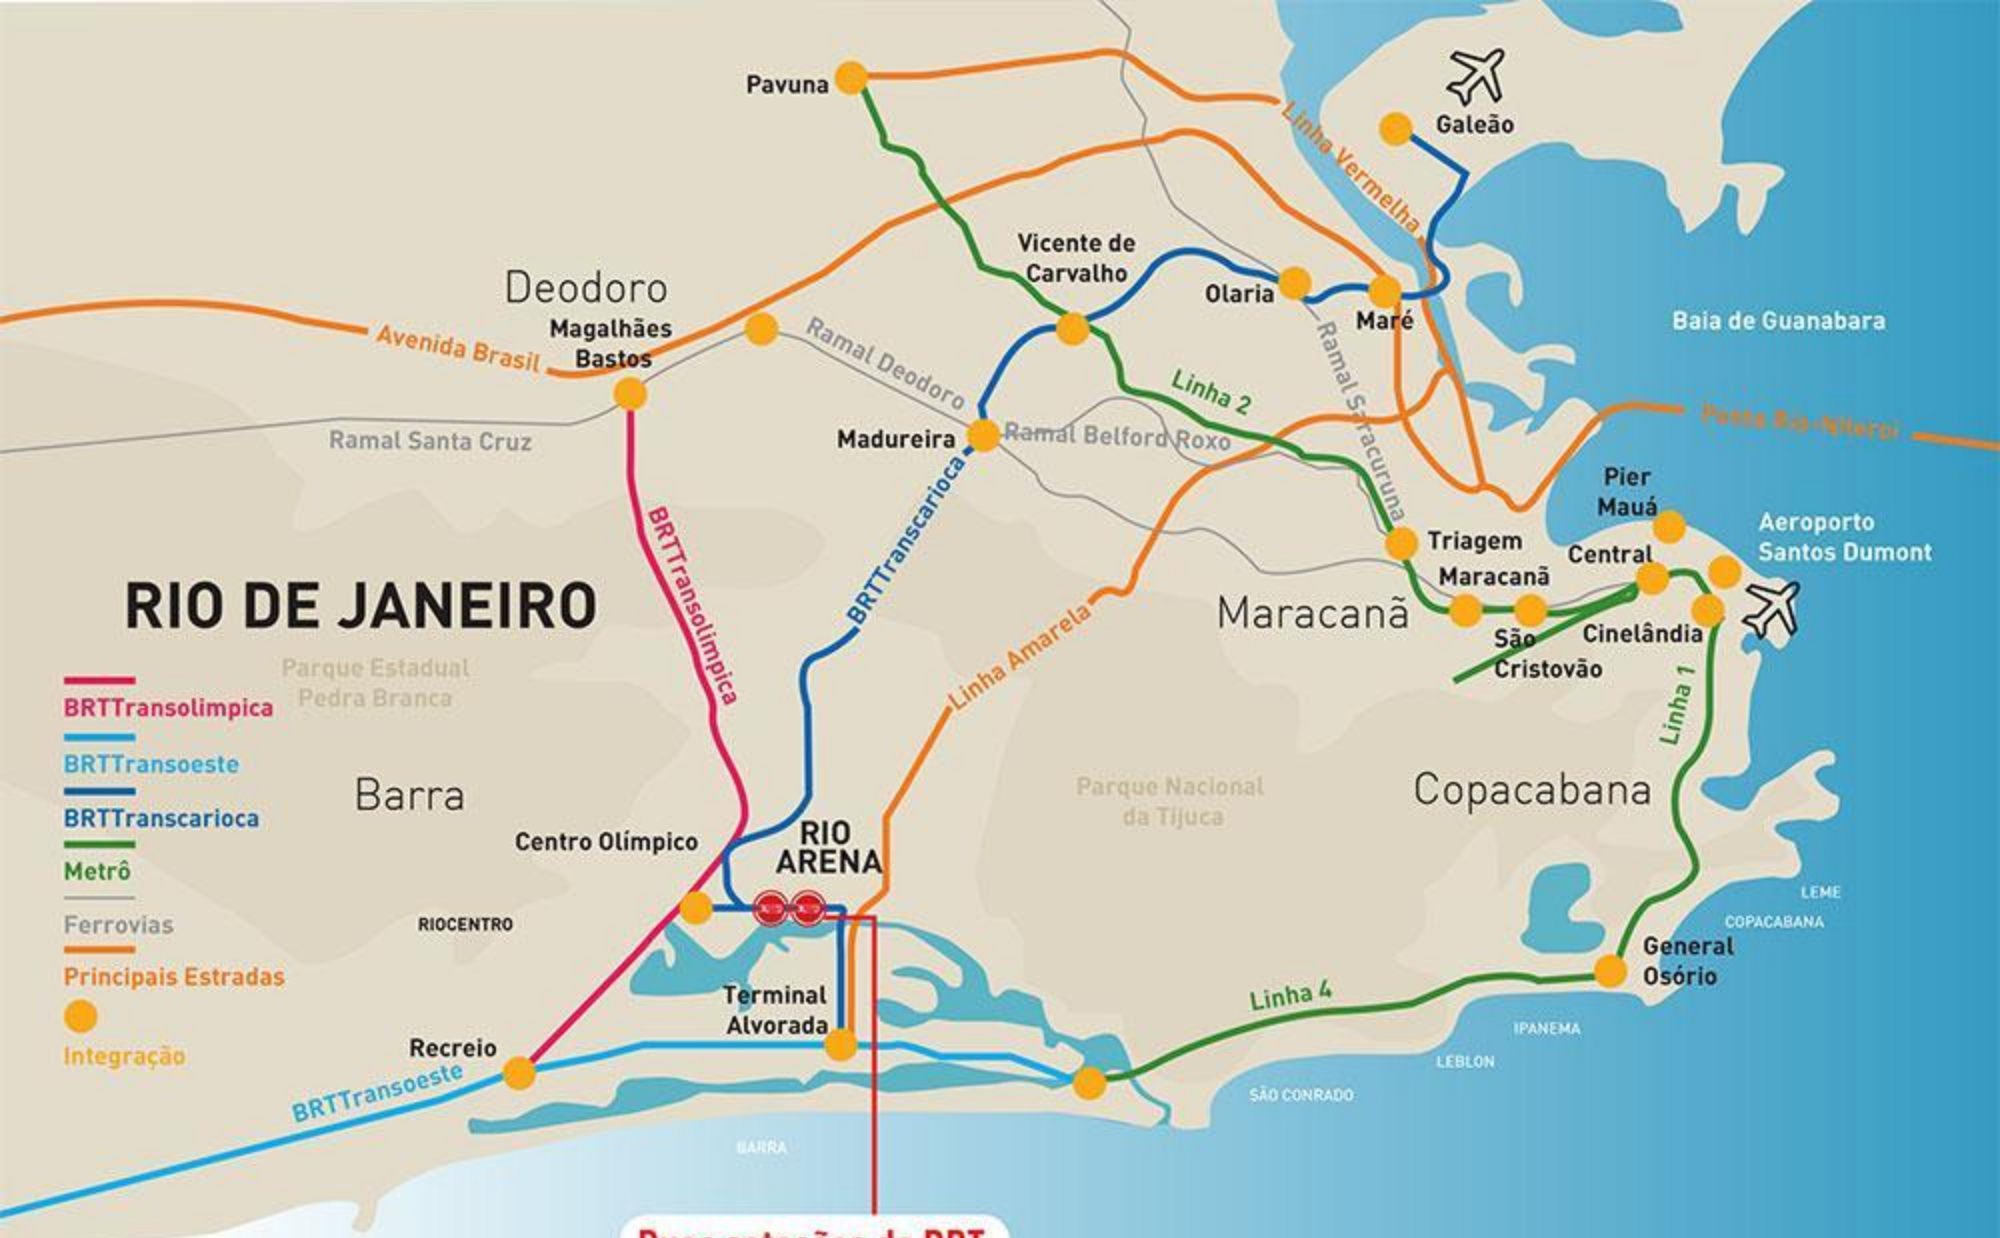 Pavuna
Galeão
Linha Vermelha
Vicente de
Carvalho
Olaria
Maré
Baia de Guanabara
Deodoro
Magalhães
Bastos
Avenida Brasil
Ramal Deodoro
Ramal Saracuruna
Linha 2
Ramal Santa Cruz
Madureira
Ramal Belford Roxo
Ponte Rio-Niterói
Pier
Mauá
Aeroporto
Santos Dumont
Triagem
Central
Maracanã
Maracanã
São
Cristovão
Cinelândia
BRTTransolimpica
BRTTranscarioca
Linha Amarela
Linha 1
RIO DE JANEIRO
Parque Estadual
Pedra Branca
BRTTransolimpica
BRTTransoeste
BRTTranscarioca
Metrô
Ferrovias
Principais Estradas
Integração
Barra
Parque Nacional
da Tijuca
Copacabana
Centro Olímpico
RIO
ARENA
RIOCENTRO
LEME
COPACABANA
General
Osório
Terminal
Alvorada
Linha 4
IPANEMA
LEBLON
SÃO CONRADO
Recreio
BRTTransoeste
BARRA